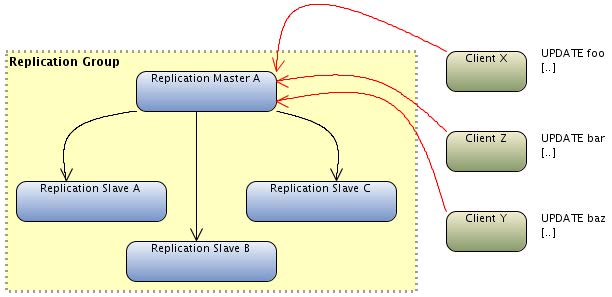 Replication Group
Replication Master A
Replication Slave A
Replication Slave C
Replication Slave B
Client X
UPDATE foo
[..]
Client Z
UPDATE bar
[..]
Client Y
UPDATE baz
[..]